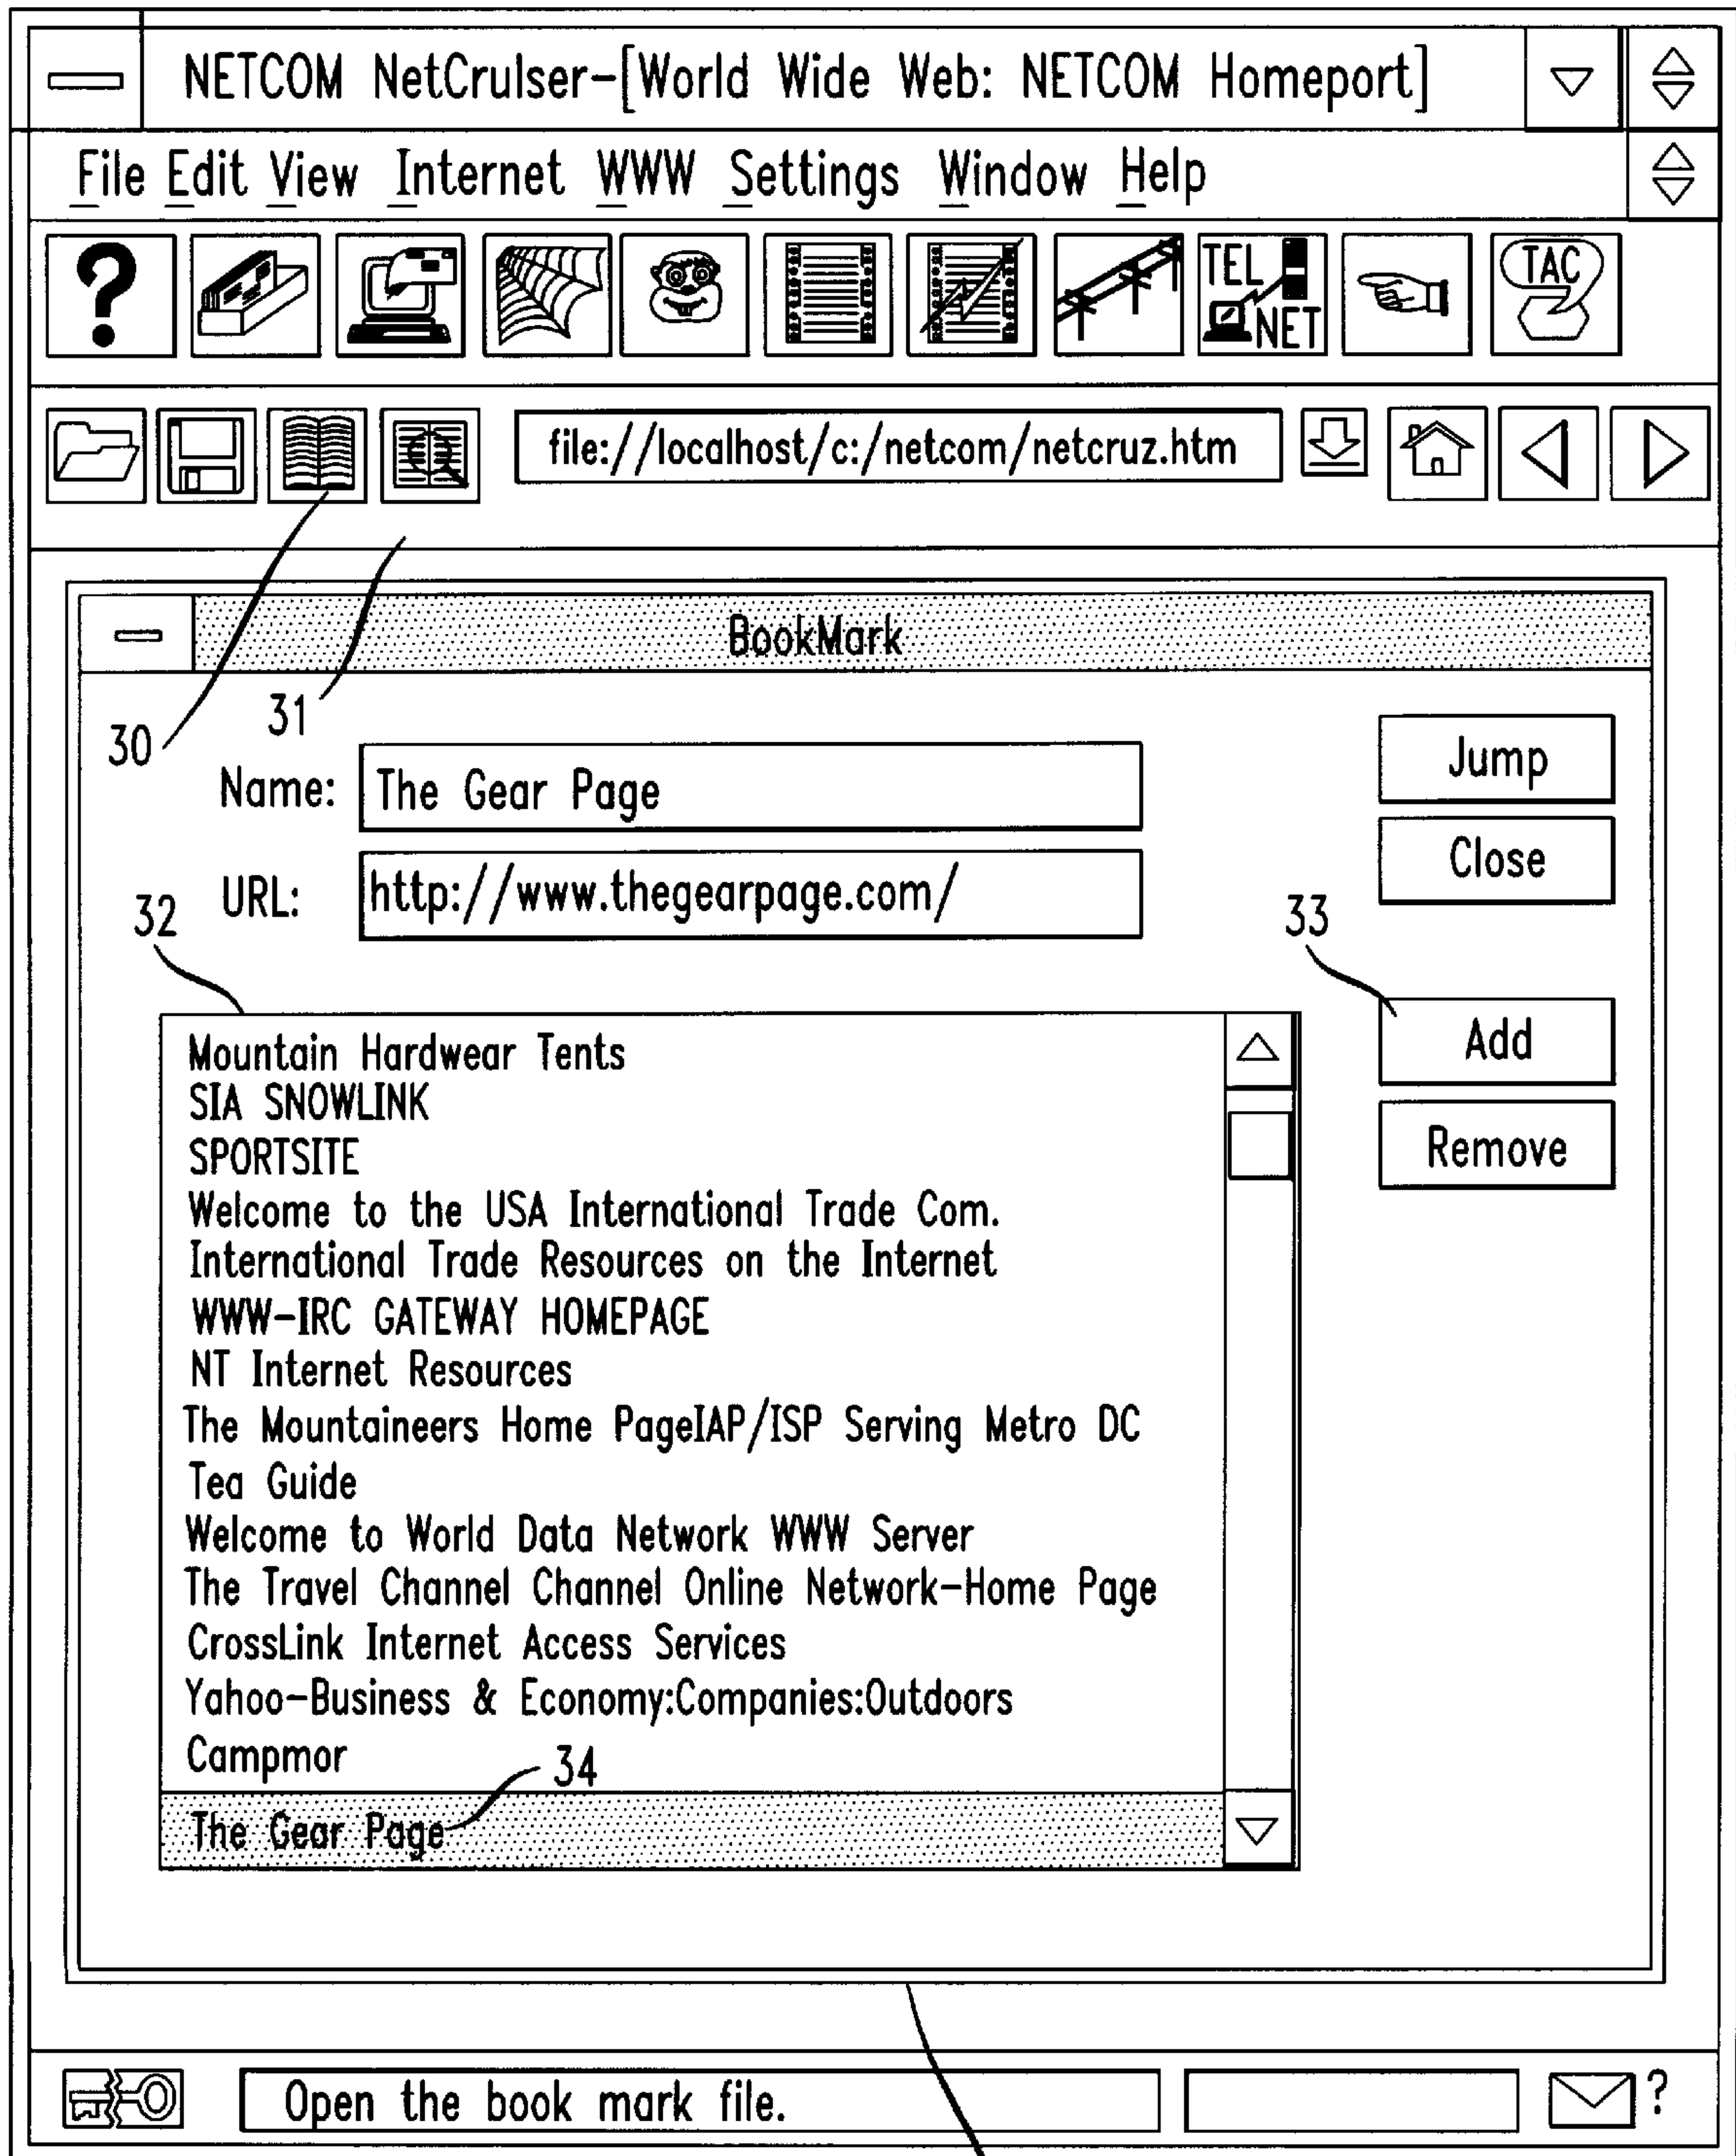 NETCOM NetCrulser-[World Wide Web: NETCOM Homeport]
File Edit View Internet WWW Settings Window Help
?
TEL NET
TAC
file://localhost/c:/netcom/netcruz.htm
BookMark
30
31
Name: The Gear Page
Jump
URL: http://www.thegearpage.com/
Close
32
33
Add
Remove
Mountain Hardwear Tents
SIA SNOWLINK
SPORTSITE
Welcome to the USA International Trade Com.
International Trade Resources on the Internet
WWW-IRC GATEWAY HOMEPAGE
NT Internet Resources
The Mountaineers Home PageIAP/ISP Serving Metro DC
Tea Guide
Welcome to World Data Network WWW Server
The Travel Channel Channel Online Network-Home Page
CrossLink Internet Access Services
Yahoo-Business & Economy:Companies:Outdoors
Campmor
34
The Gear Page
Open the book mark file.
?